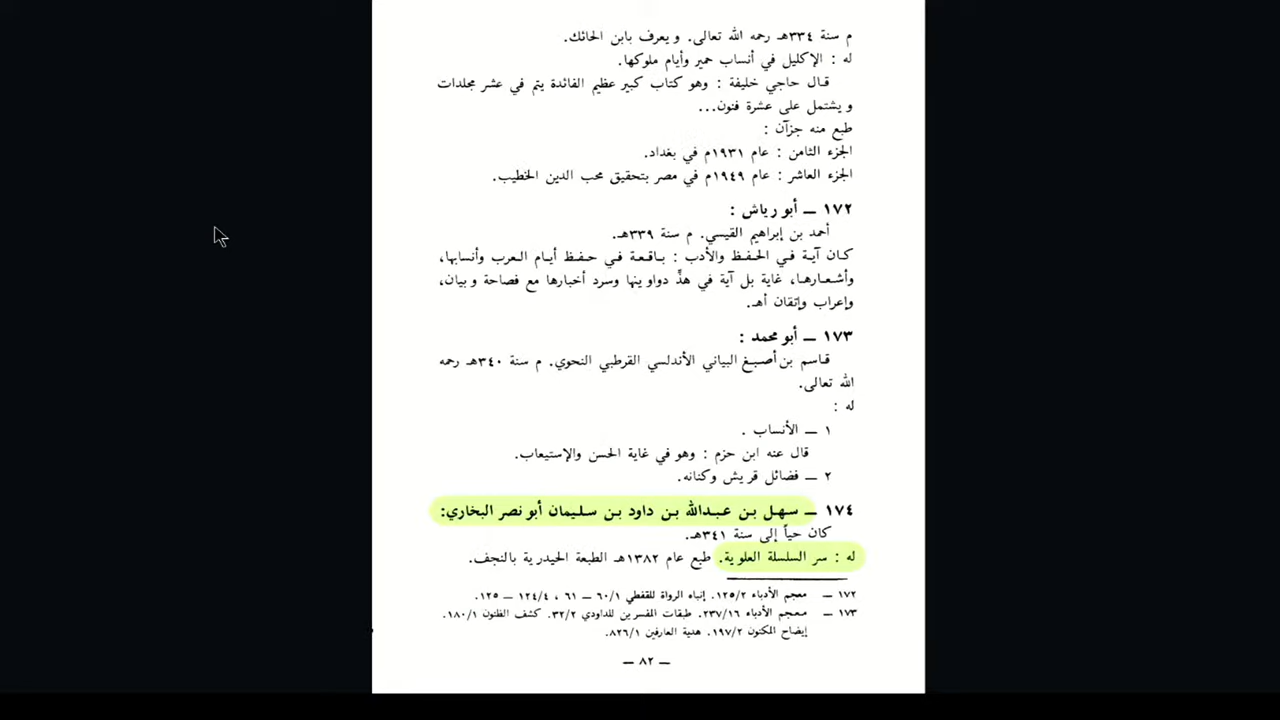 م سنة ٣٣٤هـ رحمه الله تعالى. ويعرف بابن الحائك.
له : الإكليل في أنساب حمير وأيام ملوكها.
قال حاجي خليفة : وهو كتاب كبير عظيم الفائدة يتم في عشر مجلدات
ويشتمل على عشرة فنون...
طبع منه جزآن :
الجزء الثامن : عام ١٩٣١م في بغداد.
الجزء العاشر : عام ١٩٤٩م في مصر بتحقيق محب الدين الخطيب.
١٧٢ ــ أبو رياش :
أحمد بن إبراهيم القيسي. م سنة ٣٣٩هـ.
كان آية في الحفظ والأدب : باقعة في حفظ أيام العرب وأنسابها،
وأشعارها، غاية بل آية في هذِّ دواوينها وسرد أخبارها مع فصاحة وبيان،
وإعراب وإتقان أهـ.
١٧٣ ــ أبو محمد :
قاسم بن أصبغ البياني الأندلسي القرطبي النحوي. م سنة ٣٤٠هـ رحمه
الله تعالى.
له :
١ ــ الأنساب .
قال عنه ابن حزم : وهو في غاية الحسن والإستيعاب.
٢ ــ فضائل قريش وكنانه.
١٧٤ ــ سهل بن عبدالله بن داود بن سليمان أبو نصر البخاري:
كان حياً إلى سنة ٣٤١هـ.
له : سر السلسلة العلوية. طبع عام ١٣٨٢هـ الطبعة الحيدرية بالنجف.
١٧٢ ــ معجم الأدباء ١٢٥/٢. إنباه الرواة للقفطي ٦٠/١ ــ ٦١ ، ١٢٤/٤ ــ ١٢٥.
١٧٣ ــ معجم الأدباء ٢٣٧/١٦. طبقات المفسرين للداودي ٣٢/٢. كشف الظنون ١٨٠/١.
إيضاح المكنون ١٩٧/٢. هدية العارفين ٨٢٦/١.
ــ ٨٢ ــ